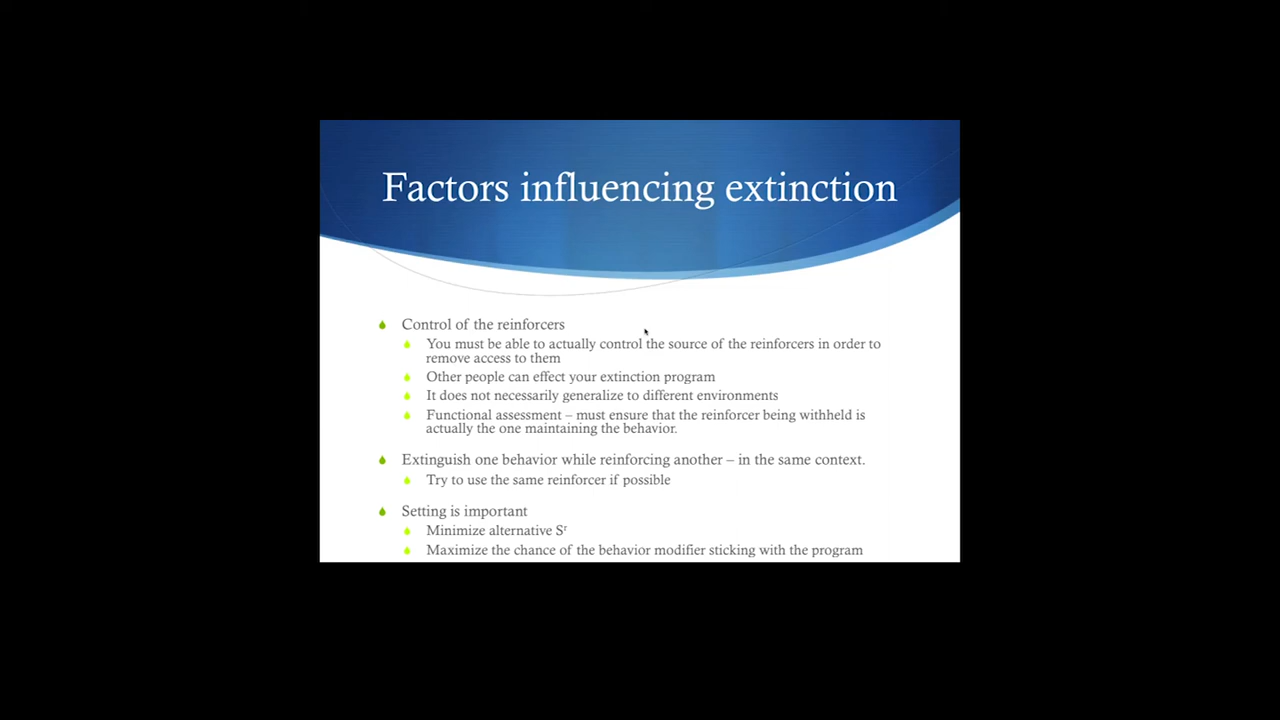 Factors influencing extinction
Control of the reinforcers
You must be able to actually control the source of the reinforcers in order to
remove access to them
Other people can effect your extinction program
It does not necessarily generalize to different environments
Functional assessment – must ensure that the reinforcer being withheld is
actually the one maintaining the behavior.
Extinguish one behavior while reinforcing another – in the same context.
Try to use the same reinforcer if possible
Setting is important
Minimize alternative Sʳ
Maximize the chance of the behavior modifier sticking with the program